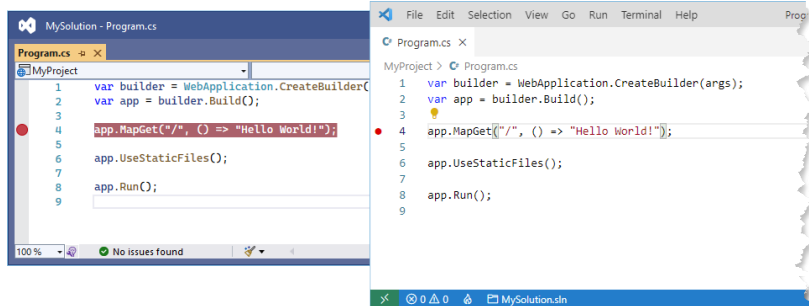 MySolution - Program.cs
Program.cs
MyProject
1 var builder = WebApplication.CreateBuilder(
2 var app = builder.Build();
3
4 app.MapGet("/", () => "Hello World!");
5
6 app.UseStaticFiles();
7
8 app.Run();
9
100 %
No issues found
File Edit Selection View Go Run Terminal Help Prog
Program.cs
MyProject > Program.cs
1 var builder = WebApplication.CreateBuilder(args);
2 var app = builder.Build();
3
4 app.MapGet("/", () => "Hello World!");
5
6 app.UseStaticFiles();
7
8 app.Run();
9
0 0 MySolution.sln